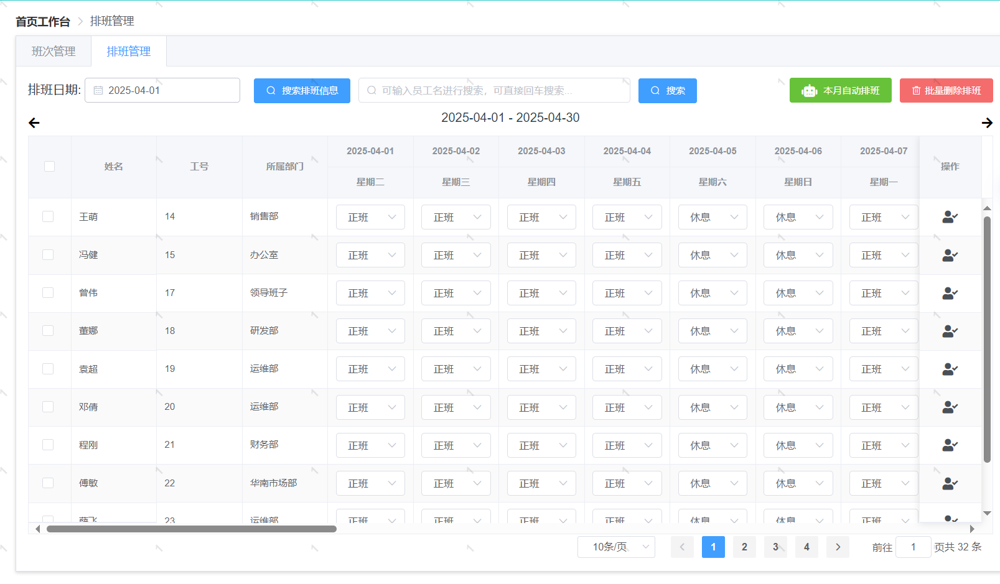 首页工作台 > 排班管理
班次管理 排班管理
排班日期: 2025-04-01 搜索排班信息 可输入员工名进行搜索，可直接回车搜索... 搜索 本月自动排班 批量删除排班
2025-04-01 - 2025-04-30
姓名 工号 所属部门 2025-04-01 2025-04-02 2025-04-03 2025-04-04 2025-04-05 2025-04-06 2025-04-07 操作
星期二 星期三 星期四 星期五 星期六 星期日 星期一
王萌 14 销售部 正班 正班 正班 正班 休息 休息 正班
冯健 15 办公室 正班 正班 正班 正班 休息 休息 正班
曾伟 17 领导班子 正班 正班 正班 正班 休息 休息 正班
董娜 18 研发部 正班 正班 正班 正班 休息 休息 正班
袁超 19 运维部 正班 正班 正班 正班 休息 休息 正班
邓倩 20 运维部 正班 正班 正班 正班 休息 休息 正班
程刚 21 财务部 正班 正班 正班 正班 休息 休息 正班
傅敏 22 华南市场部 正班 正班 正班 正班 休息 休息 正班
薛飞 23 运维部 正班 正班 正班 正班 休息 休息 正班
10条/页 1 2 3 4 前往 1 页共 32 条